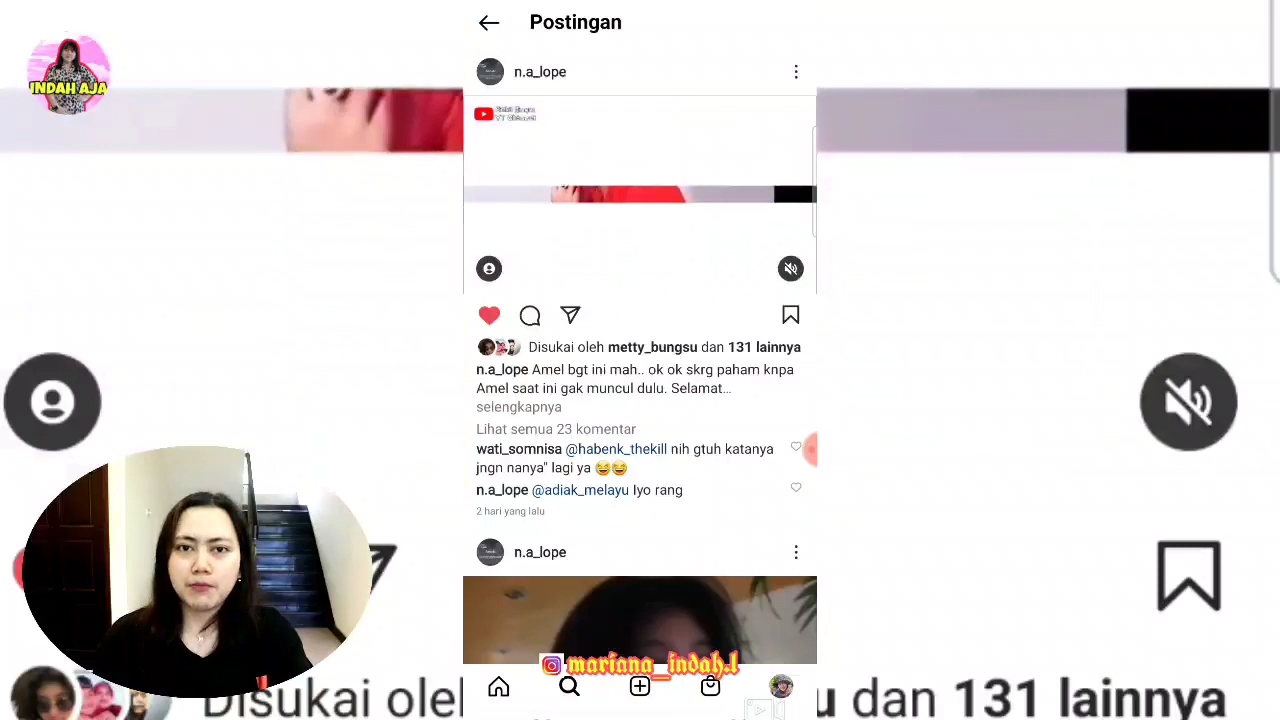 INDAH AJA
Postingan
n.a_lope
n.a_lope Amel bgt ini mah.. ok ok skrg paham knpa
Amel saat ini gak muncul dulu. Selamat...
selengkapnya
Disukai oleh metty_bungsu dan 131 lainnya
Lihat semua 23 komentar
wati_somnisa @habenk_thekill nih gtuh katanya
jngn nanya" lagi ya 😆😆
n.a_lope @adiak_melayu Iyo rang
2 hari yang lalu
n.a_lope
mariana_indah.l
Disukai oleh
u dan 131 lainnya